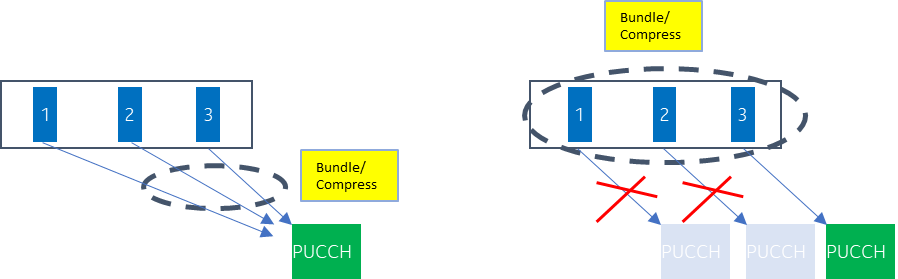 Bundle/
Compress
1
2
3
1
2
3
Bundle/
Compress
PUCCH
PUCCH
PUCCH
PUCCH